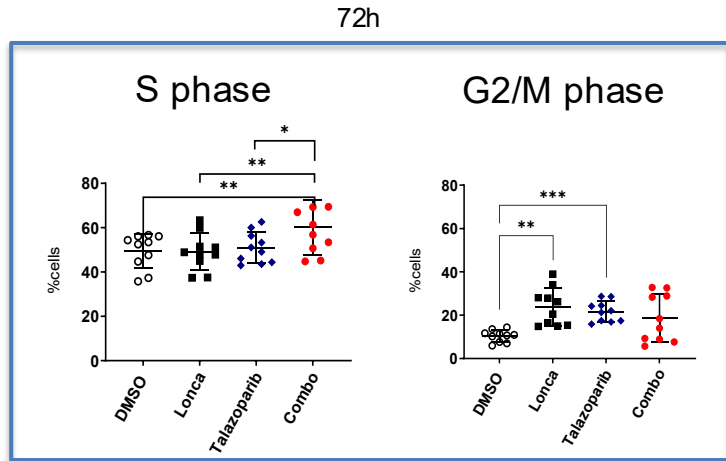 72h
S phase
G2/M phase
*
**
**
***
**
80
60
40
20
0
%cells
DMSO
Lonca
Talazoparib
Combo
80
60
40
20
0
%cells
DMSO
Lonca
Talazoparib
Combo